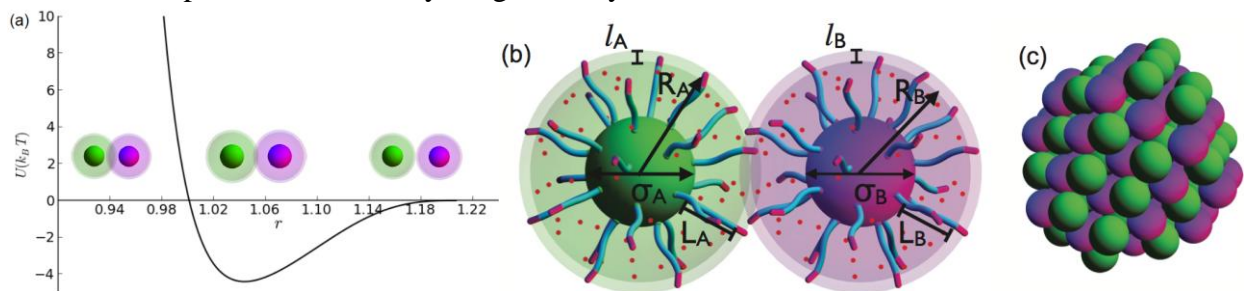 (a)
10
8
6
4
2
0
−2
−4
U(k_B T)
0.94 0.98 1.02 1.06 1.10 1.14 1.18 1.22
r
(b)
l_A
R_A
σ_A
L_A
l_B
R_B
σ_B
L_B
(c)